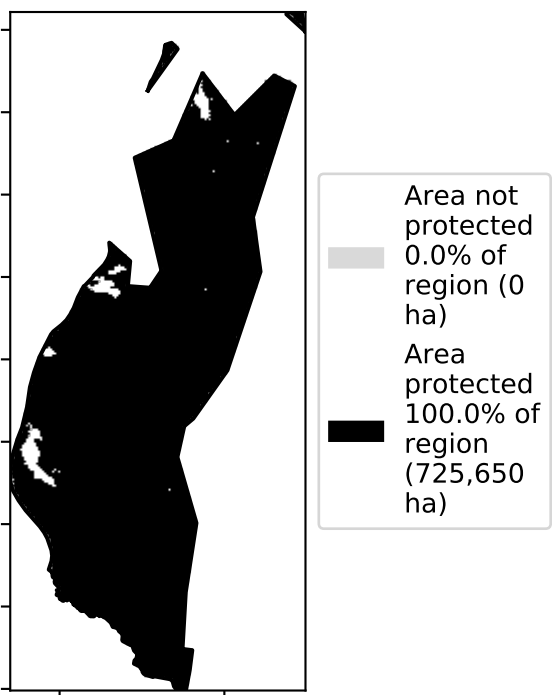 Area not
protected
0.0% of
region (0
ha)
Area
protected
100.0% of
region
(725,650
ha)